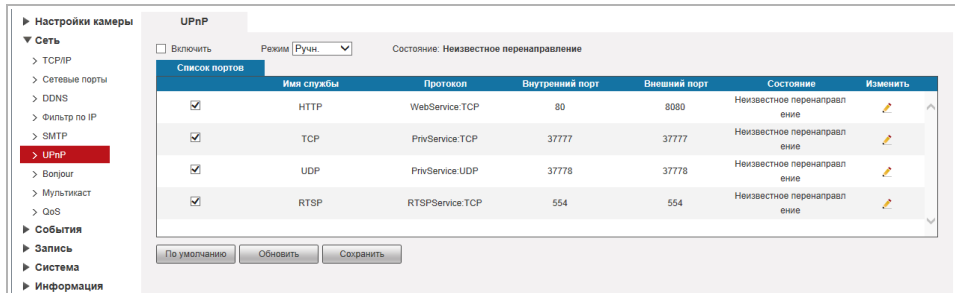 Настройки камеры
Сеть
TCP/IP
Сетевые порты
DDNS
Фильтр по IP
SMTP
UPnP
Bonjour
Мультикаст
QoS
События
Запись
Система
Информация
UPnP
Включить Режим Ручн. Состояние: Неизвестное перенаправление
Список портов
Имя службы Протокол Внутренний порт Внешний порт Состояние Изменить
HTTP WebService:TCP 80 8080 Неизвестное перенаправл
ение
TCP PrivService:TCP 37777 37777 Неизвестное перенаправл
ение
UDP PrivService:UDP 37778 37778 Неизвестное перенаправл
ение
RTSP RTSPService:TCP 554 554 Неизвестное перенаправл
ение
По умолчанию Обновить Сохранить